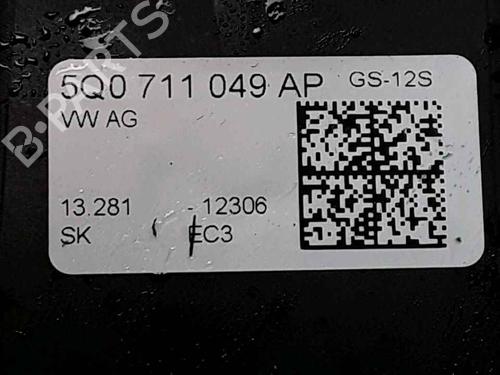 5Q0 711 049 AP GS-12S
VW AG
13.281 - 12306
SK EC3
B-PARTS